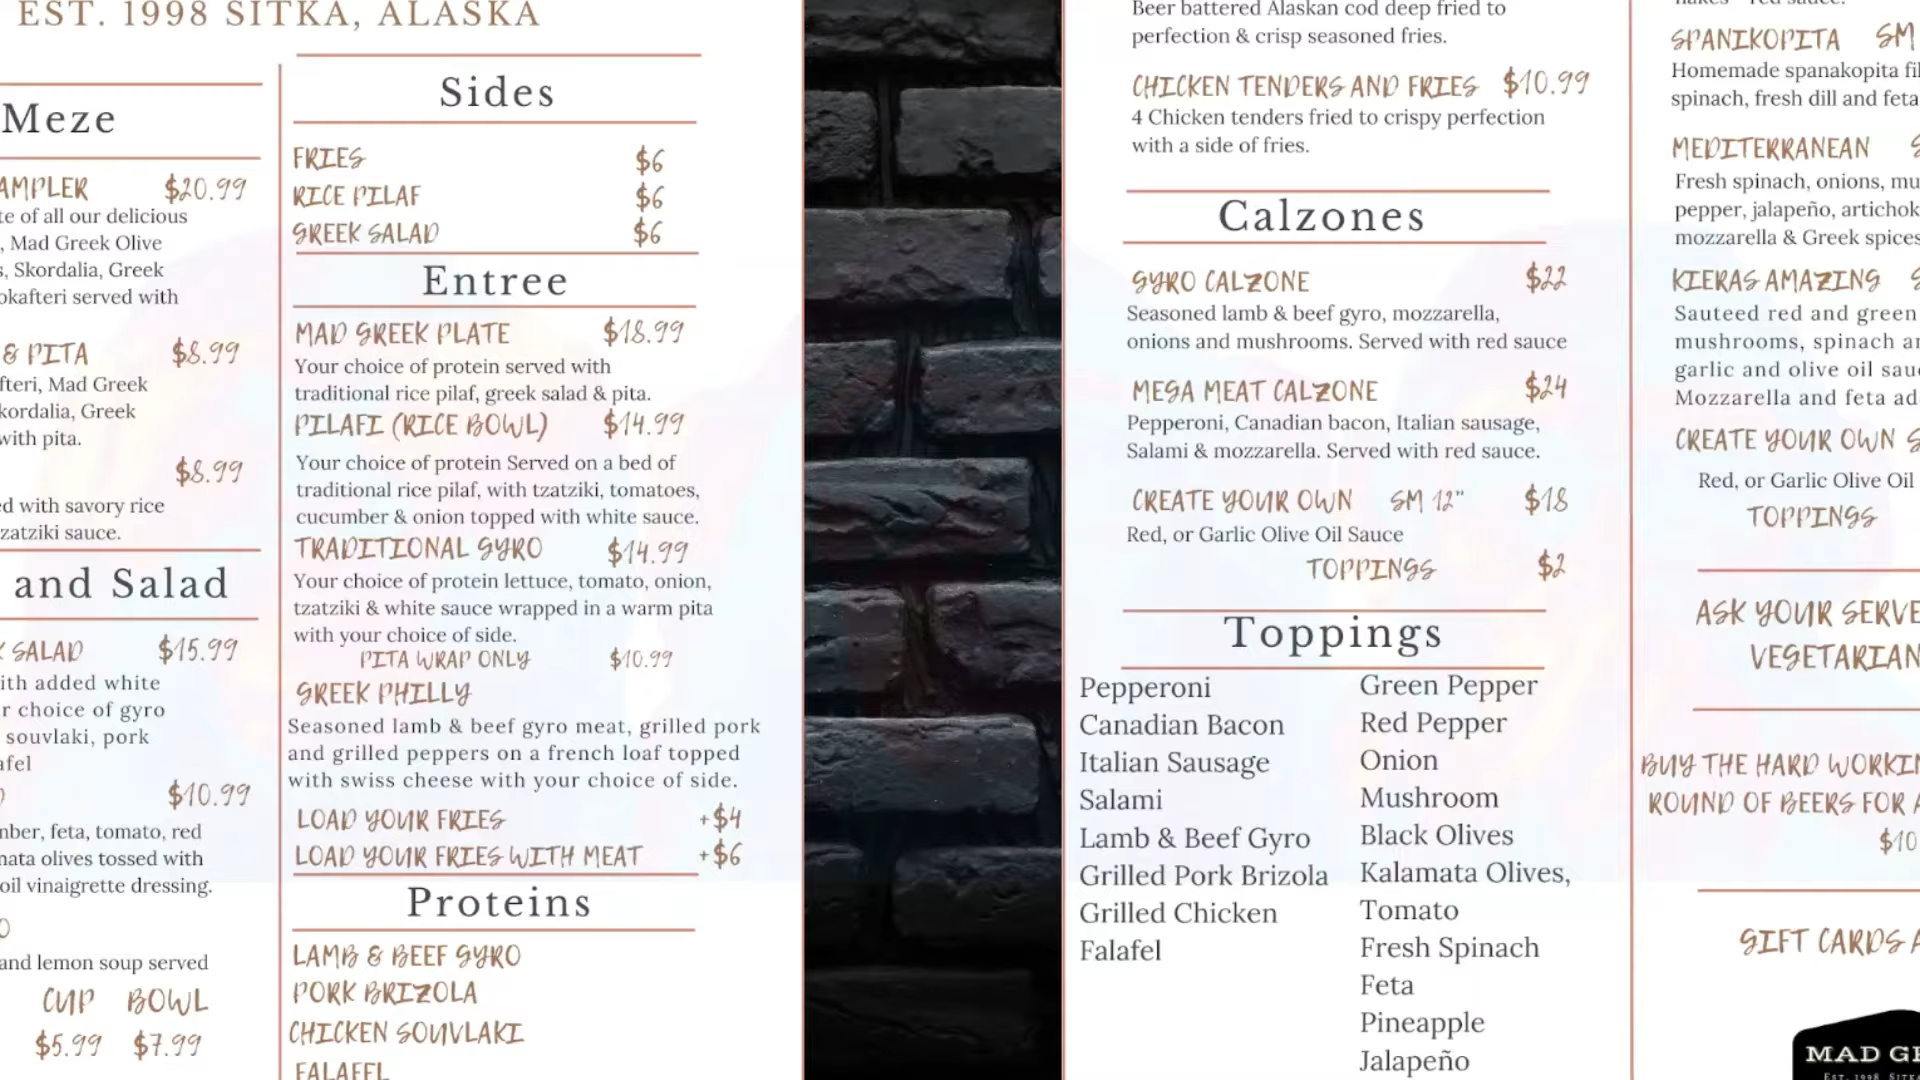 EST. 1998 SITKA, ALASKA
Meze
AMPLER $20.99
te of all our delicious
, Mad Greek Olive
s, Skordalia, Greek
okafteri served with
& PITA $8.99
fteri, Mad Greek
kordalia, Greek
with pita.
$8.99
ed with savory rice
zatziki sauce.
and Salad
K SALAD $15.99
ith added white
r choice of gyro
souvlaki, pork
afel
$10.99
mber, feta, tomato, red
mata olives tossed with
oil vinaigrette dressing.
O
and lemon soup served
CUP BOWL
$5.99 $7.99
Sides
FRIES $6
RICE PILAF $6
GREEK SALAD $6
Entree
MAD GREEK PLATE $18.99
Your choice of protein served with
traditional rice pilaf, greek salad & pita.
PILAFI (RICE BOWL) $14.99
Your choice of protein Served on a bed of
traditional rice pilaf, with tzatziki, tomatoes,
cucumber & onion topped with white sauce.
TRADITIONAL GYRO $14.99
Your choice of protein lettuce, tomato, onion,
tzatziki & white sauce wrapped in a warm pita
with your choice of side.
PITA WRAP ONLY $10.99
GREEK PHILLY
Seasoned lamb & beef gyro meat, grilled pork
and grilled peppers on a french loaf topped
with swiss cheese with your choice of side.
LOAD YOUR FRIES +$4
LOAD YOUR FRIES WITH MEAT +$6
Proteins
LAMB & BEEF GYRO
PORK BRIZOLA
CHICKEN SOUVLAKI
FALAFEL
Beer battered Alaskan cod deep fried to
perfection & crisp seasoned fries.
CHICKEN TENDERS AND FRIES $10.99
4 Chicken tenders fried to crispy perfection
with a side of fries.
Calzones
GYRO CALZONE $22
Seasoned lamb & beef gyro, mozzarella,
onions and mushrooms. Served with red sauce
MEGA MEAT CALZONE $24
Pepperoni, Canadian bacon, Italian sausage,
Salami & mozzarella. Served with red sauce.
CREATE YOUR OWN SM 12" $18
Red, or Garlic Olive Oil Sauce
TOPPINGS $2
Toppings
Pepperoni
Canadian Bacon
Italian Sausage
Salami
Lamb & Beef Gyro
Grilled Pork Brizola
Grilled Chicken
Falafel
Green Pepper
Red Pepper
Onion
Mushroom
Black Olives
Kalamata Olives,
Tomato
Fresh Spinach
Feta
Pineapple
Jalapeño
SPANIKOPITA SM
Homemade spanakopita fil
spinach, fresh dill and feta
MEDITERRANEAN S
Fresh spinach, onions, mu
pepper, jalapeño, artichok
mozzarella & Greek spices
KIERAS AMAZING S
Sauteed red and green
mushrooms, spinach an
garlic and olive oil sauc
Mozzarella and feta ad
CREATE YOUR OWN S
Red, or Garlic Olive Oil
TOPPINGS
ASK YOUR SERVE
VEGETARIAN
BUY THE HARD WORKIN
ROUND OF BEERS FOR A
$10
GIFT CARDS A
MAD GR
EST. 1998 SITKA